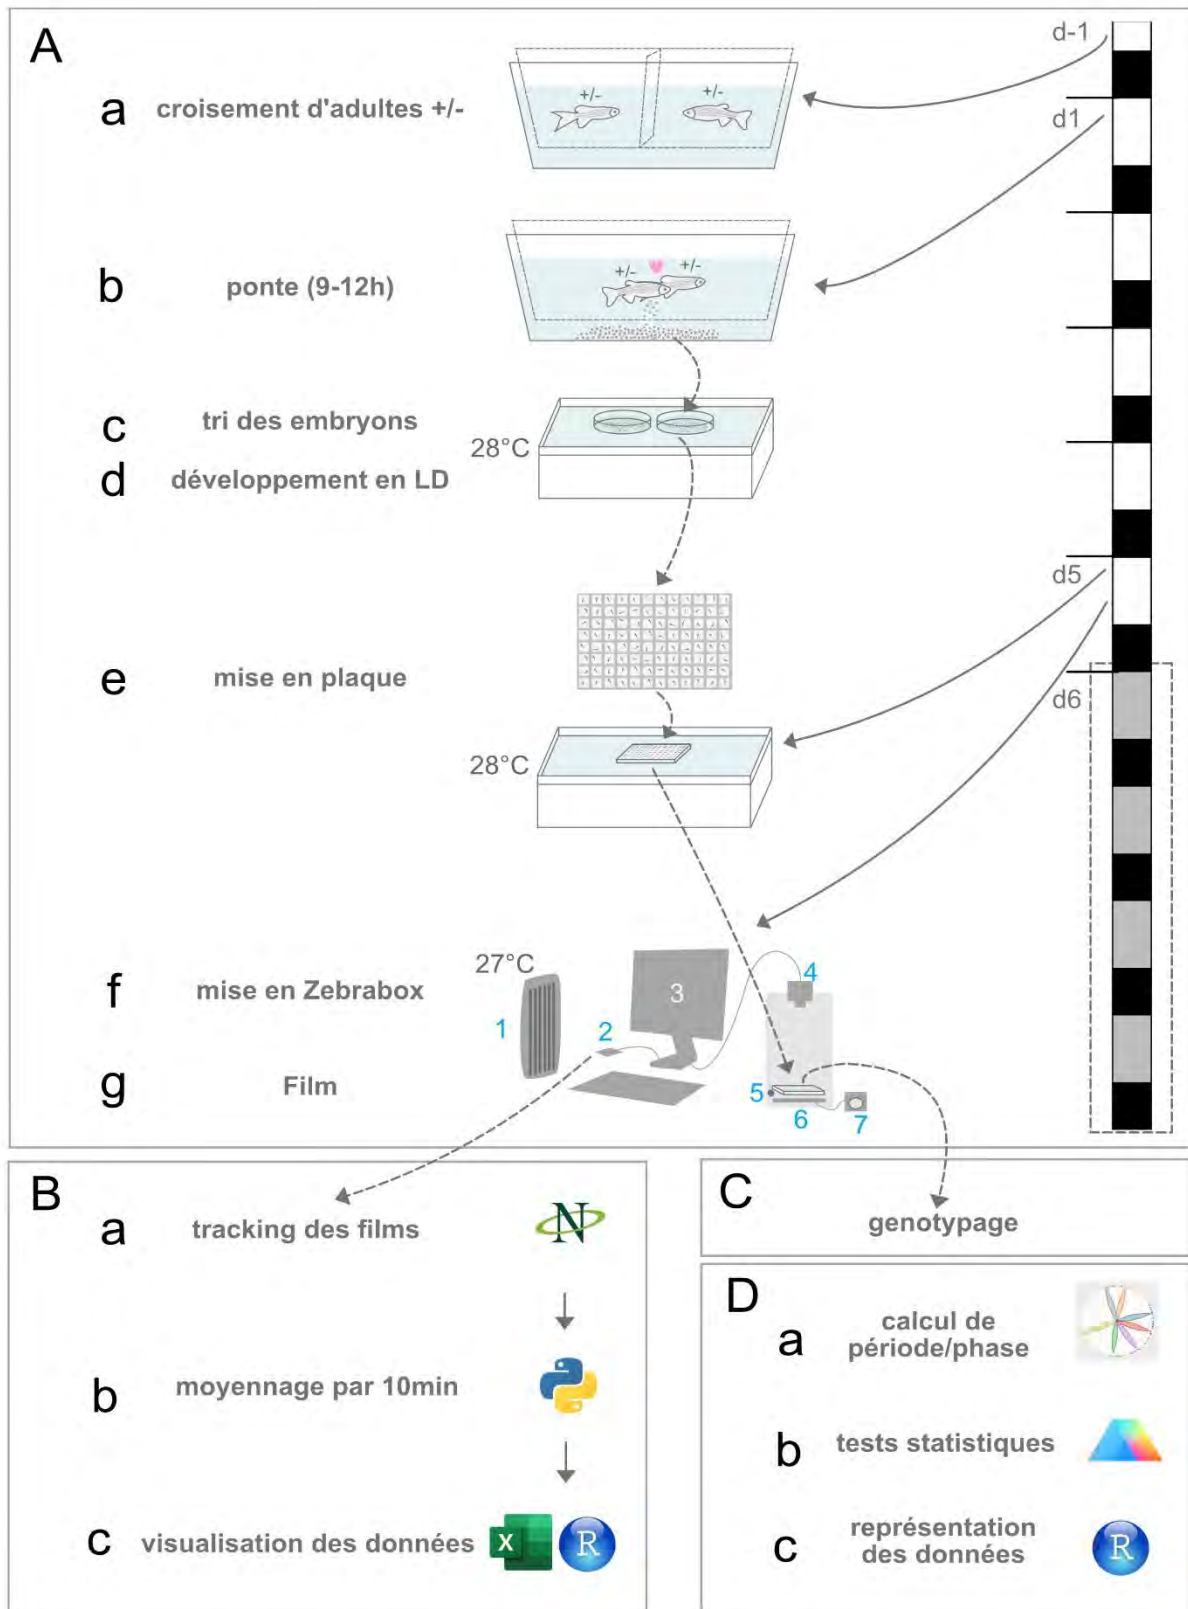 A
d-1
a croisement d'adultes +/-
+/- +/-
d1
b ponte (9-12h)
+/- +/-
c tri des embryons
28°C
d développement en LD
d5
e mise en plaque
d6
28°C
27°C
f mise en Zebrabox
1 2 3 4
g Film
5 6 7
B
a tracking des films
N
b moyennage par 10min
c visualisation des données
X R
C
genotypage
D
a calcul de
période/phase
b tests statistiques
c représentation
des données
R